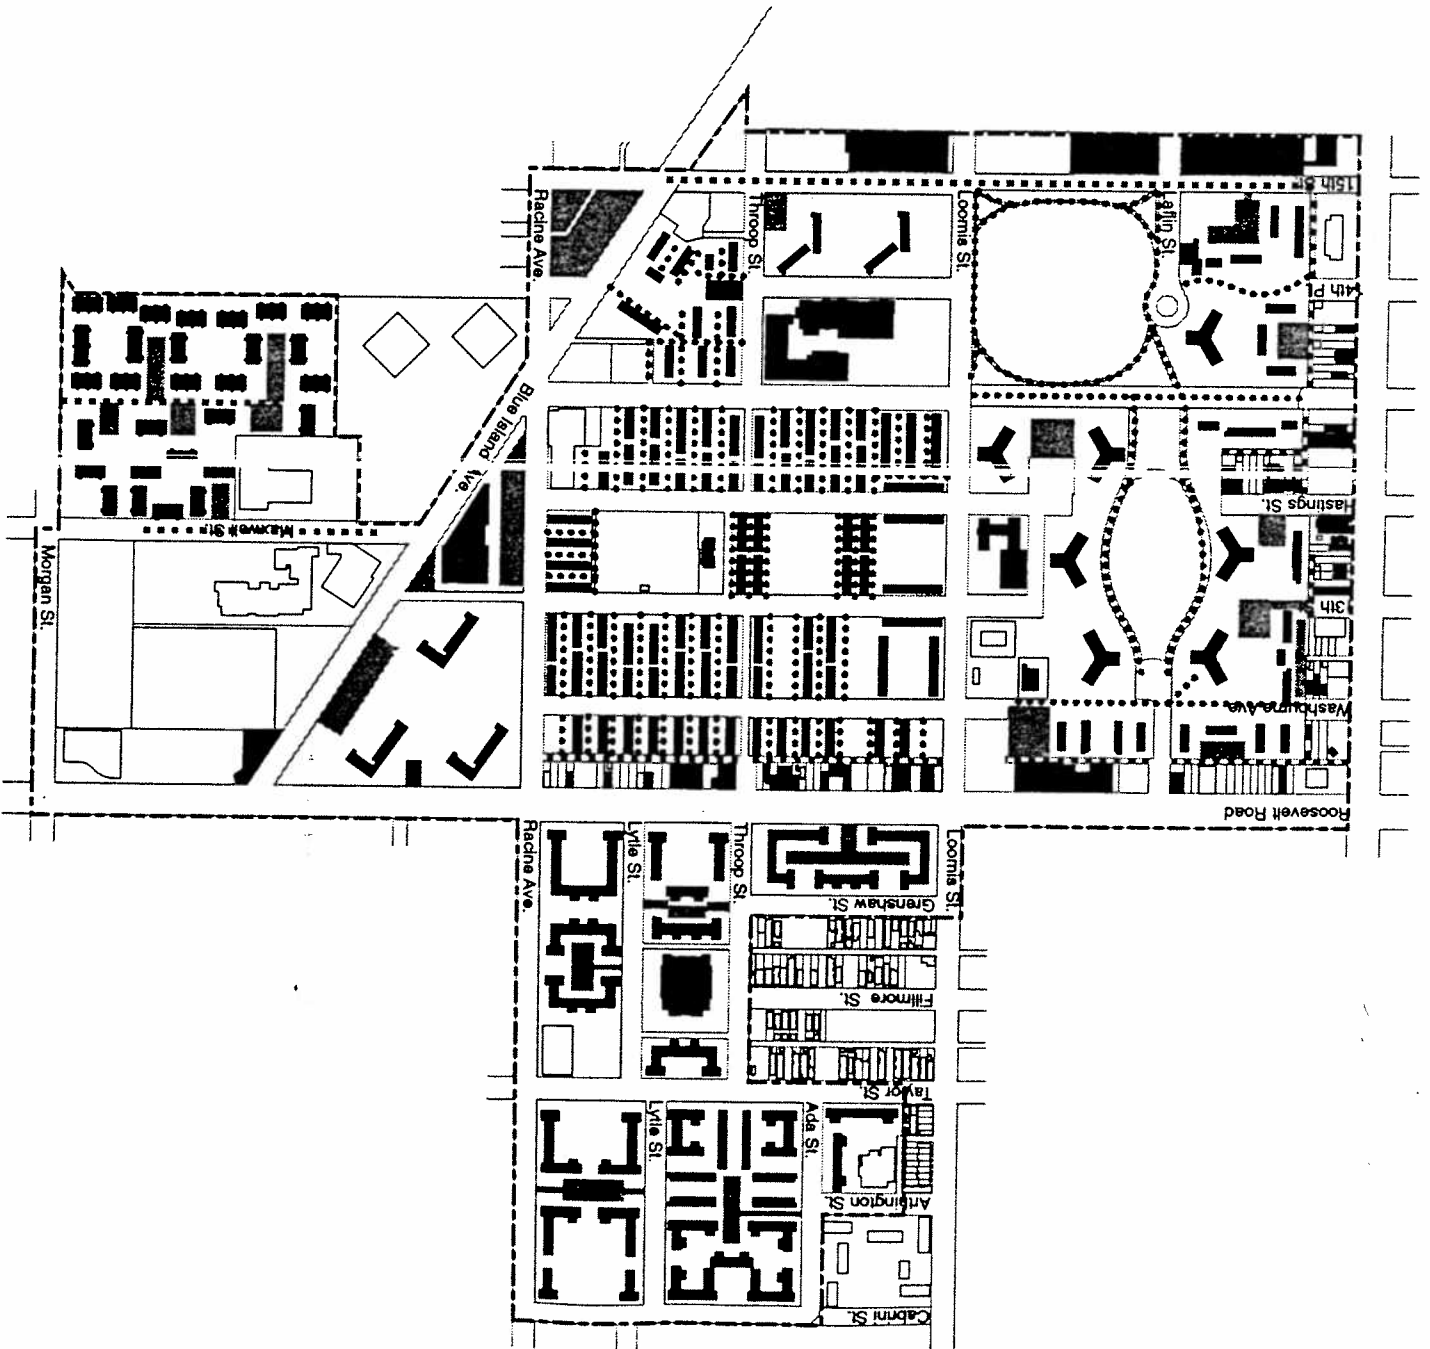 15th St.
Racine Ave.
Throop St.
Loomis St.
Laflin St.
4th Pl
Blue Island Ave.
Hastings St.
Maxwell St.
Morgan St.
3th
Washburne Ave.
Roosevelt Road
Racine Ave.
Lytle St.
Throop St.
Loomis St.
Grenshaw St.
Fillmore St.
Taylor St.
Lytle St.
Ada St.
Arthington St.
Cabrini St.